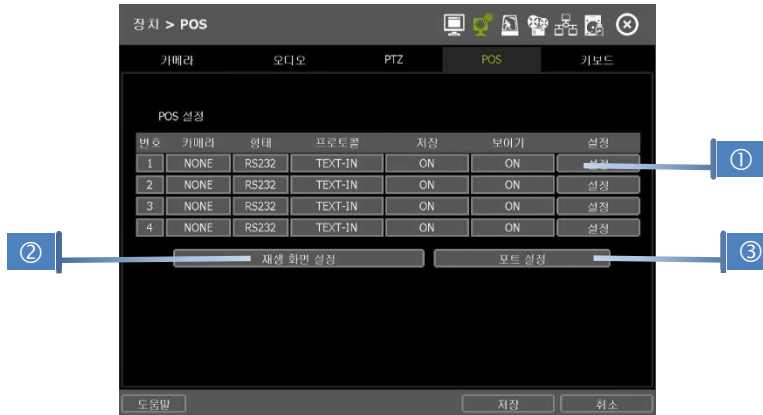 장치 > POS
카메라 오디오 PTZ POS 키보드
POS 설정
번호 카메라 형태 프로토콜 저장 보이기 설정
1 NONE RS232 TEXT-IN ON ON 설정
①
2 NONE RS232 TEXT-IN ON ON 설정
3 NONE RS232 TEXT-IN ON ON 설정
4 NONE RS232 TEXT-IN ON ON 설정
② 재생 화면 설정 포트 설정 ③
도움말 저장 취소